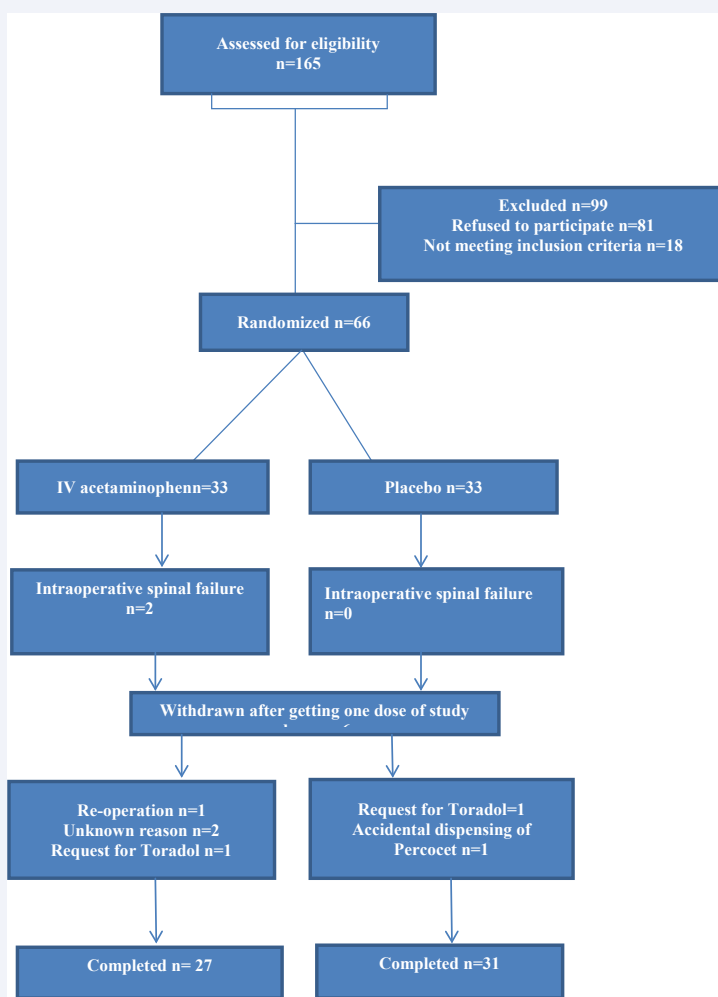 Assessed for eligibility
n=165
Excluded n=99
Refused to participate n=81
Not meeting inclusion criteria n=18
Randomized n=66
IV acetaminophenn=33
Placebo n=33
Intraoperative spinal failure
n=2
Intraoperative spinal failure
n=0
Withdrawn after getting one dose of study
Re-operation n=1
Unknown reason n=2
Request for Toradol n=1
Request for Toradol=1
Accidental dispensing of
Percocet n=1
Completed n= 27
Completed n=31